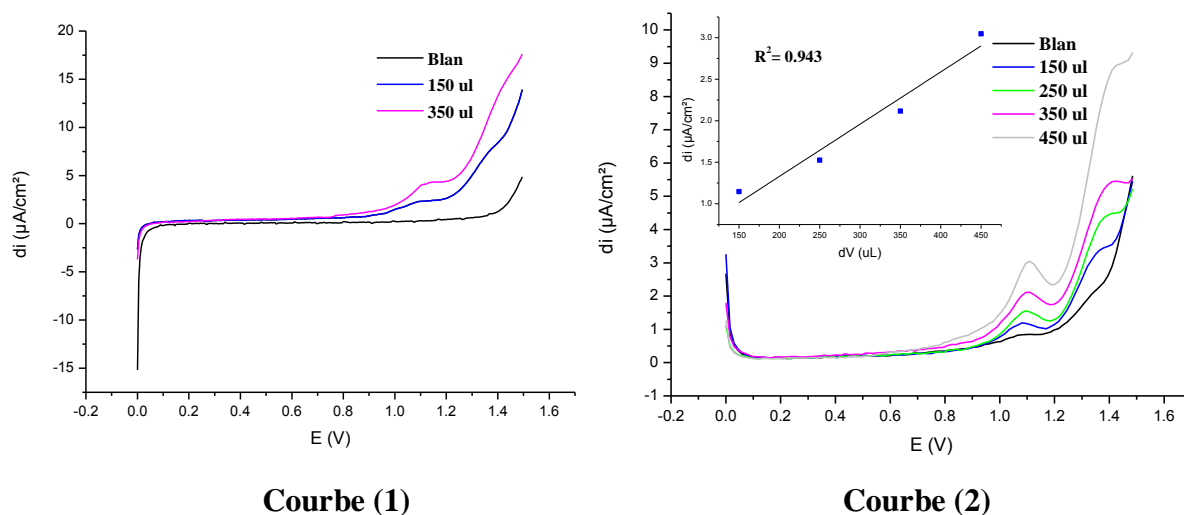 20
15
10
5
0
-5
-10
-15
-0.2 0.0 0.2 0.4 0.6 0.8 1.0 1.2 1.4 1.6
di (µA/cm²)
E (V)
Blan
150 ul
350 ul
Courbe (1)
10
9
8
7
6
5
4
3
2
1
0
-1
-0.2 0.0 0.2 0.4 0.6 0.8 1.0 1.2 1.4 1.6
di (µA/cm²)
E (V)
Blan
150 ul
250 ul
350 ul
450 ul
R²= 0.943
3.0
2.5
2.0
1.5
1.0
150 200 250 300 350 400 450
di (µA/cm²)
dV (uL)
Courbe (2)